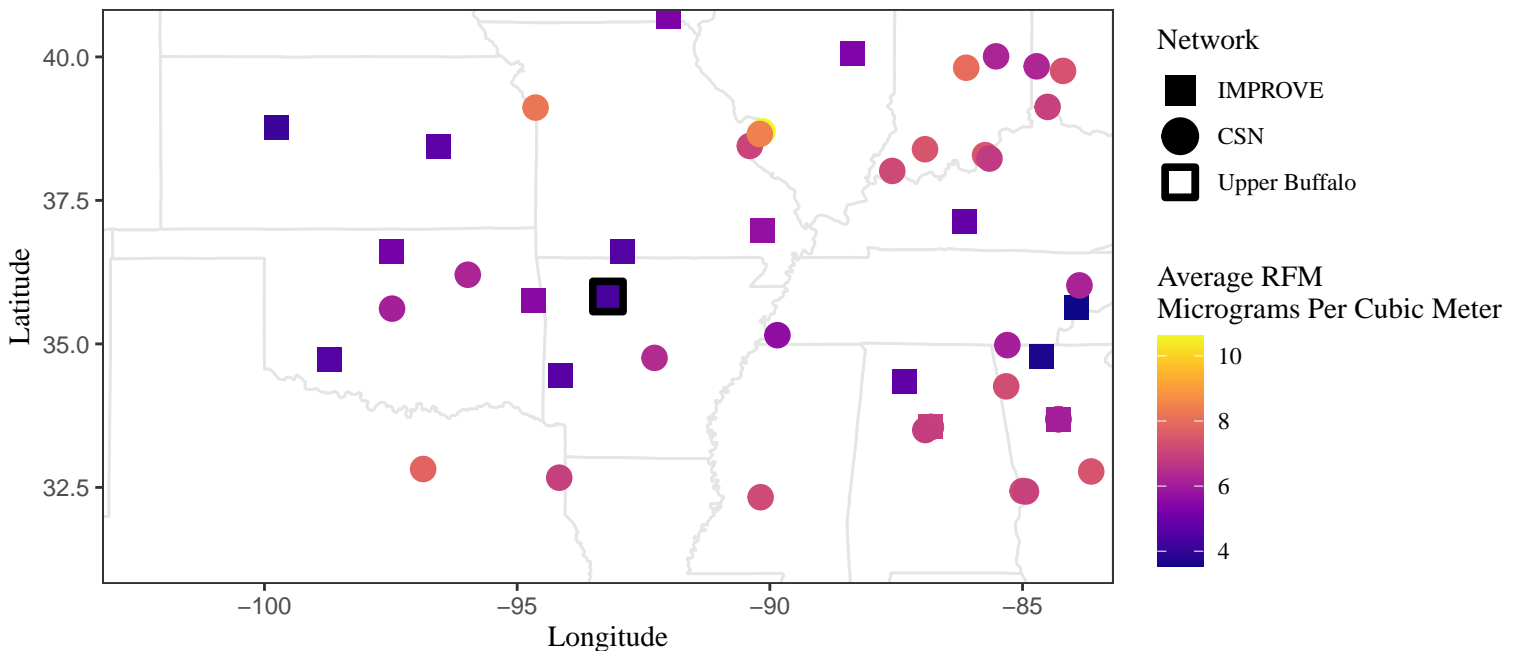 40.0
37.5
35.0
32.5
Latitude
−100
−95
−90
−85
Longitude
Network
IMPROVE
CSN
Upper Buffalo
Average RFM
Micrograms Per Cubic Meter
10
8
6
4